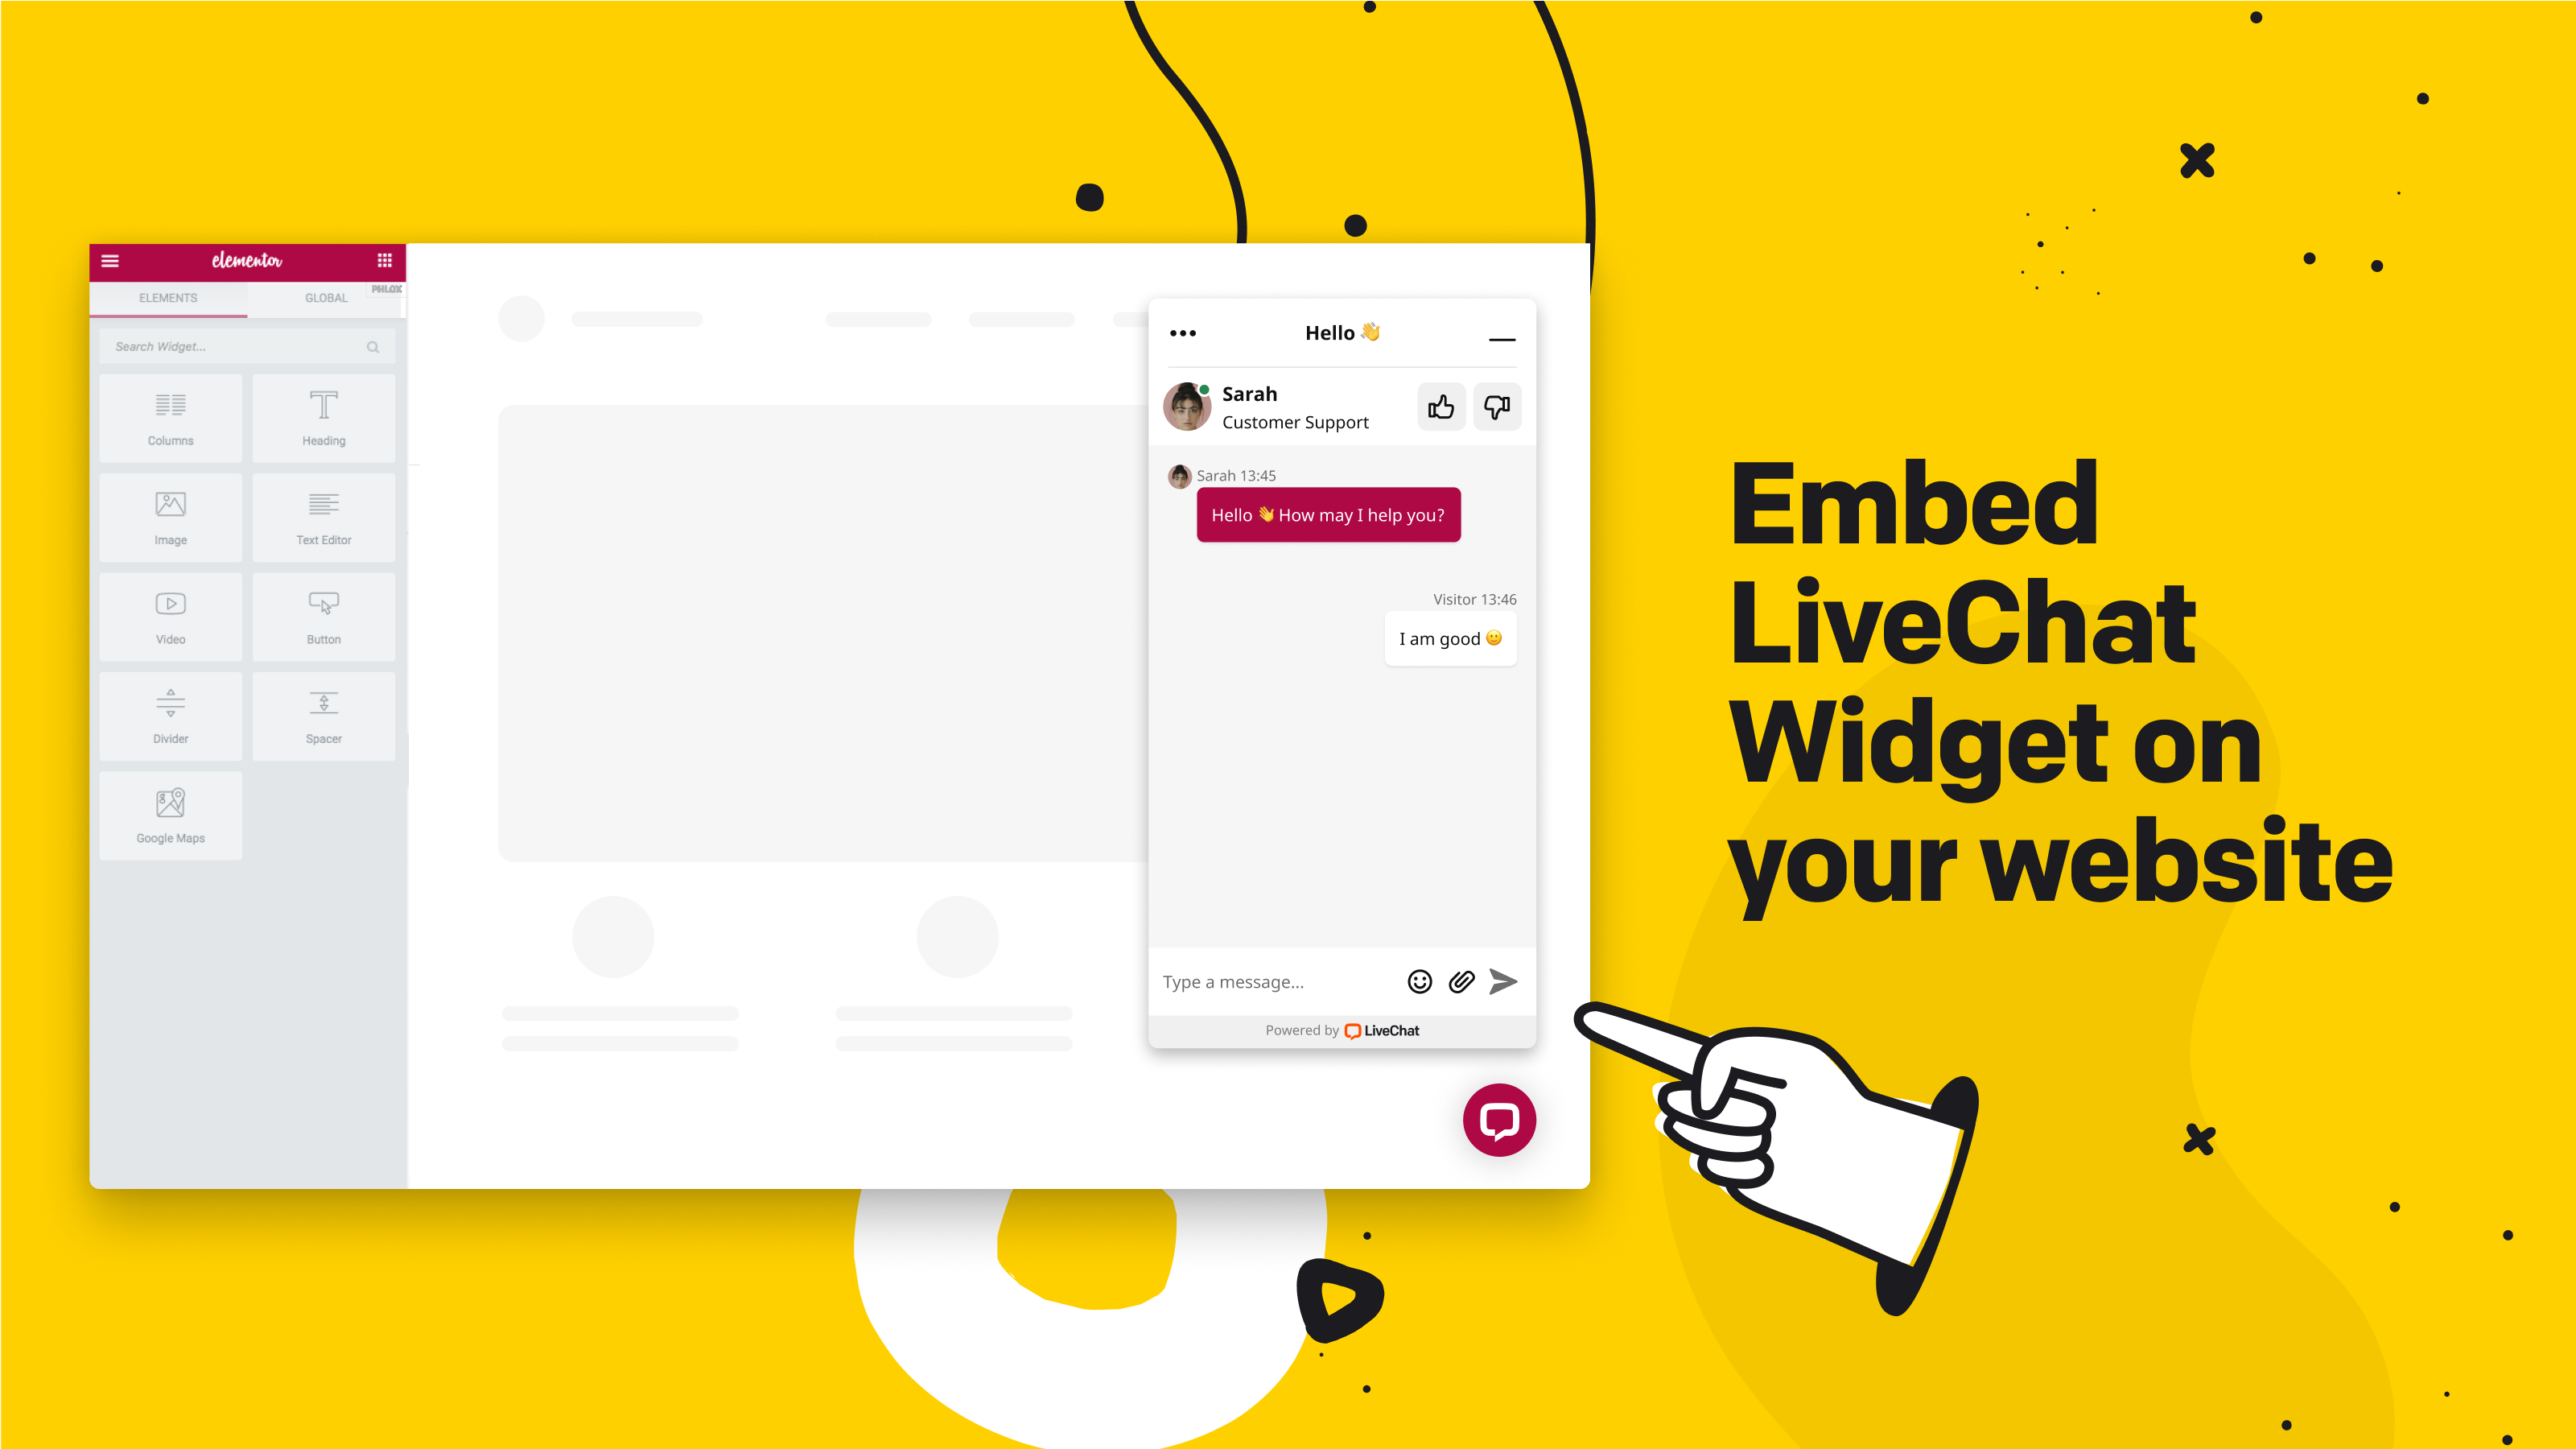 elementor
ELEMENTS
GLOBAL
PHLOX
Search Widget...
Columns
Heading
Image
Text Editor
Video
Button
Divider
Spacer
Google Maps
Hello 👋
Sarah
Customer Support
Sarah 13:45
Hello 👋 How may I help you?
Visitor 13:46
I am good 🙂
Type a message...
Powered by LiveChat
Embed
LiveChat
Widget on
your website